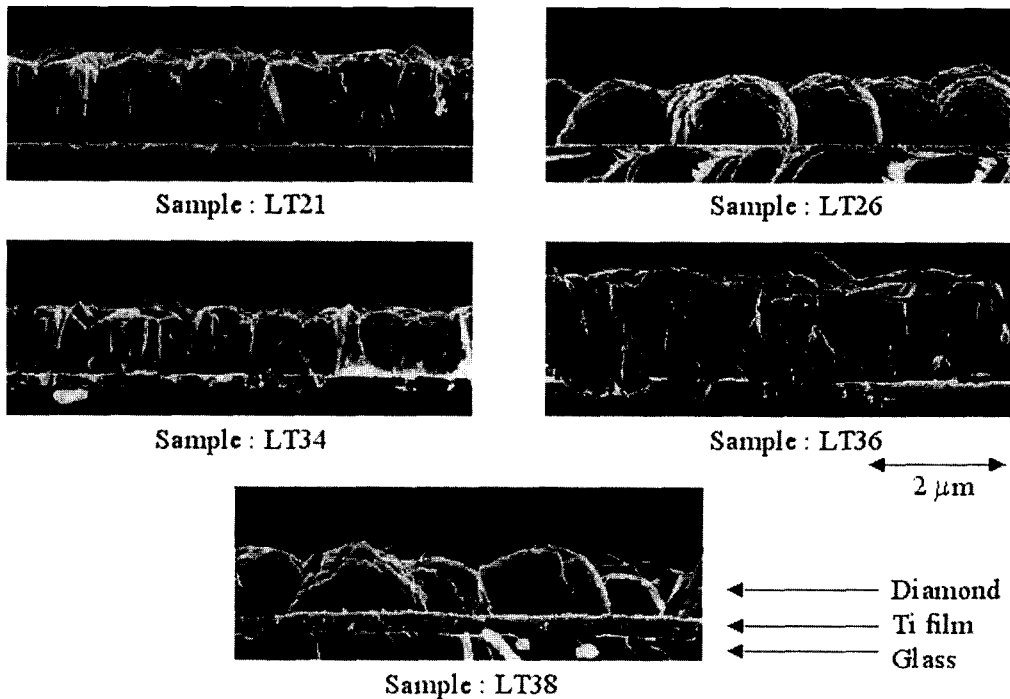 Sample : LT21
Sample : LT26
Sample : LT34
Sample : LT36
2 μm
Diamond
Ti film
Glass
Sample : LT38